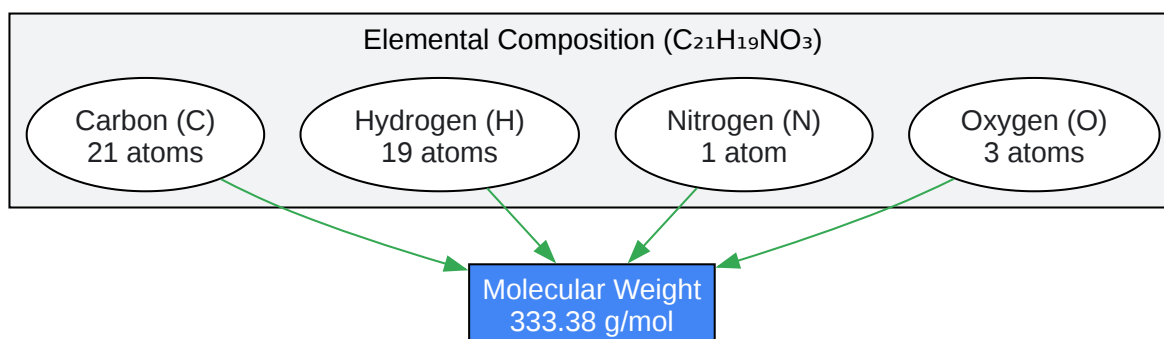 Elemental Composition (C₂₁H₁₉NO₃)
Carbon (C)
21 atoms
Hydrogen (H)
19 atoms
Nitrogen (N)
1 atom
Oxygen (O)
3 atoms
Molecular Weight
333.38 g/mol